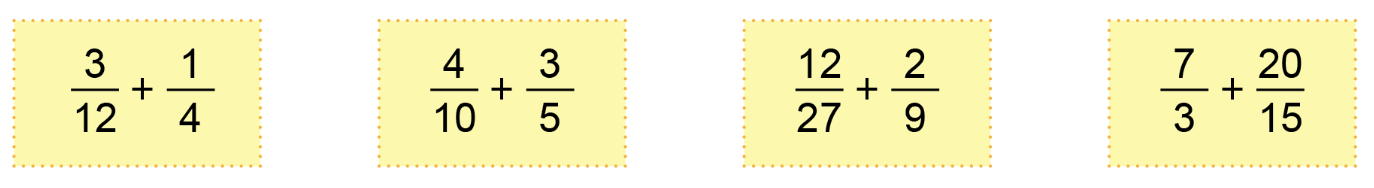 3/12 + 1/4
4/10 + 3/5
12/27 + 2/9
7/3 + 20/15